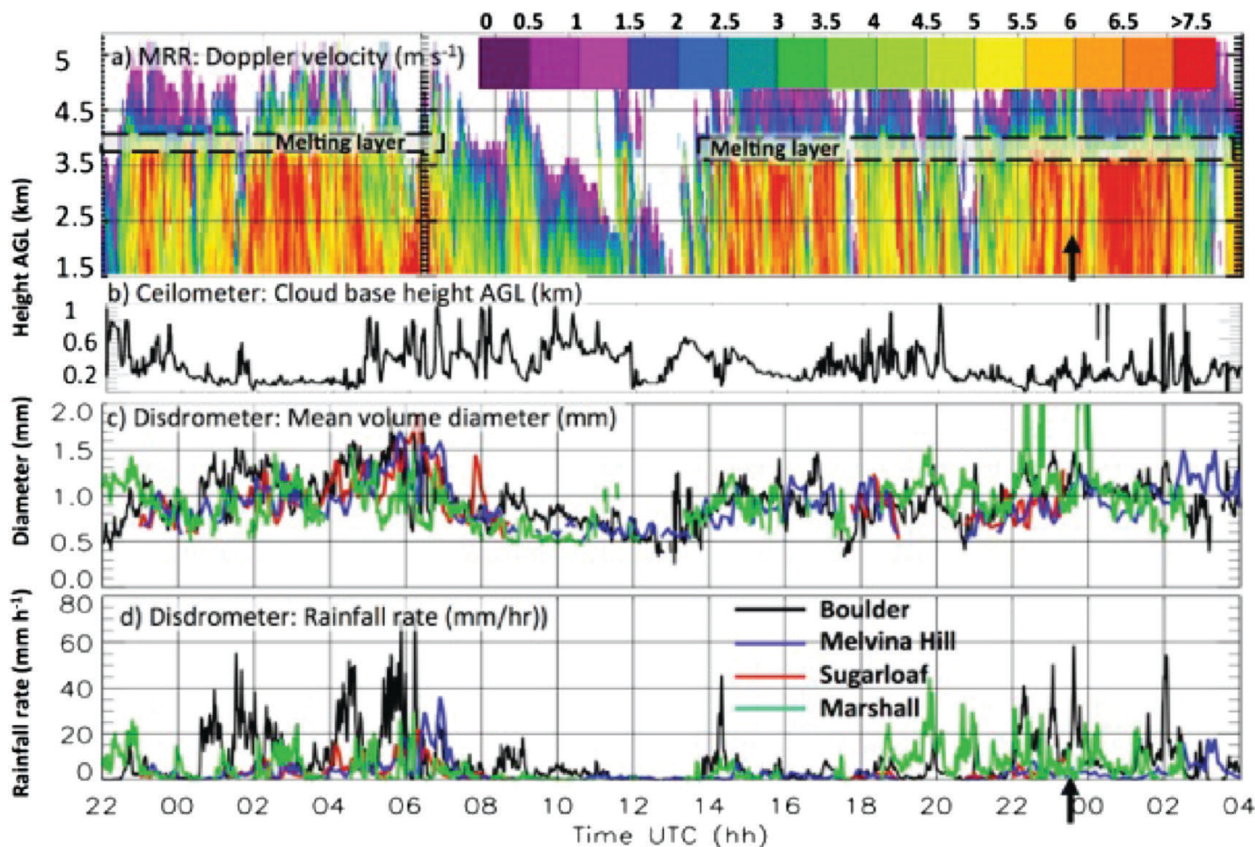 0 0.5 1 1.5 2 2.5 3 3.5 4 4.5 5 5.5 6 6.5 >7.5
a) MRR: Doppler velocity (m s⁻¹)
5
4.5
3.5
2.5
1.5
Melting layer
Melting layer
Height AGL (km)
b) Ceilometer: Cloud base height AGL (km)
1
0.6
0.2
c) Disdrometer: Mean volume diameter (mm)
2.0
1.5
1.0
0.5
0.0
Diameter (mm)
d) Disdrometer: Rainfall rate (mm/hr))
80
60
40
20
0
Rainfall rate (mm h⁻¹)
Boulder
Melvina Hill
Sugarloaf
Marshall
22 00 02 04 06 08 10 12 14 16 18 20 22 00 02 04
Time UTC (hh)